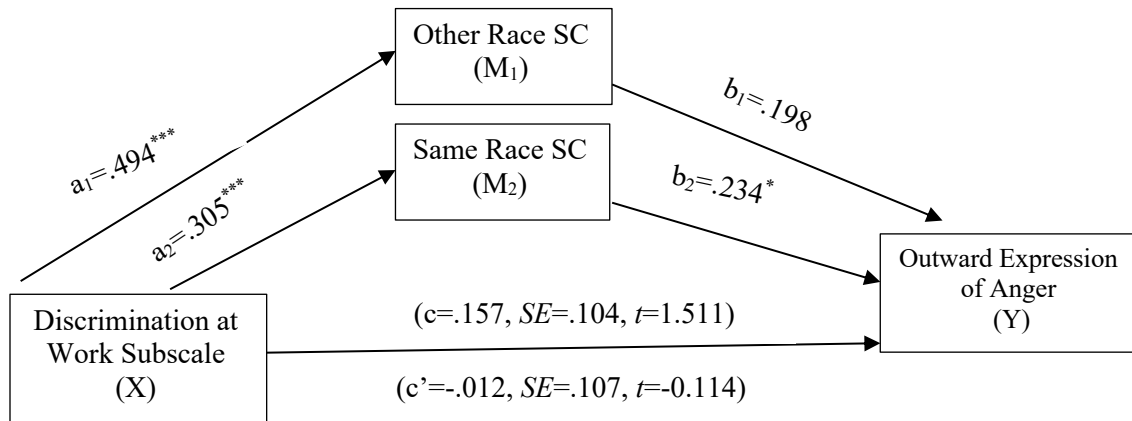 Other Race SC
(M₁)
a₁=.494***
b₁=.198
Same Race SC
(M₂)
a₂=.305***
b₂=.234*
Outward Expression
of Anger
(Y)
Discrimination at
Work Subscale
(X)
(c=.157, SE=.104, t=1.511)
(c’=-.012, SE=.107, t=-0.114)